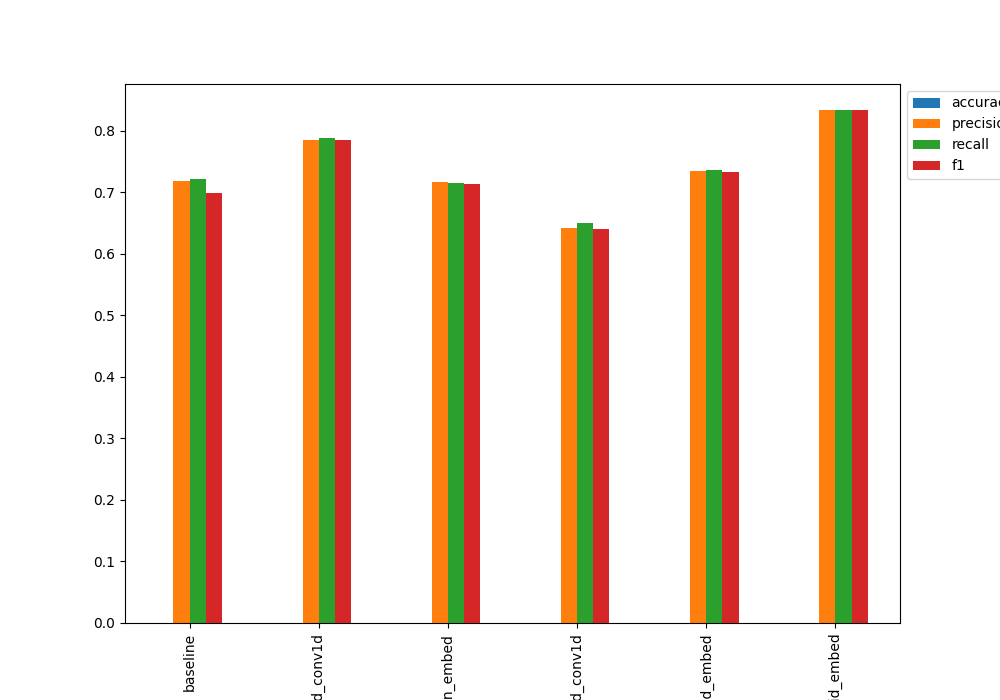 0.8
0.7
0.6
0.5
0.4
0.3
0.2
0.1
0.0
baseline
d_conv1d
n_embed
d_conv1d
d_embed
d_embed
accurac
precisio
recall
f1